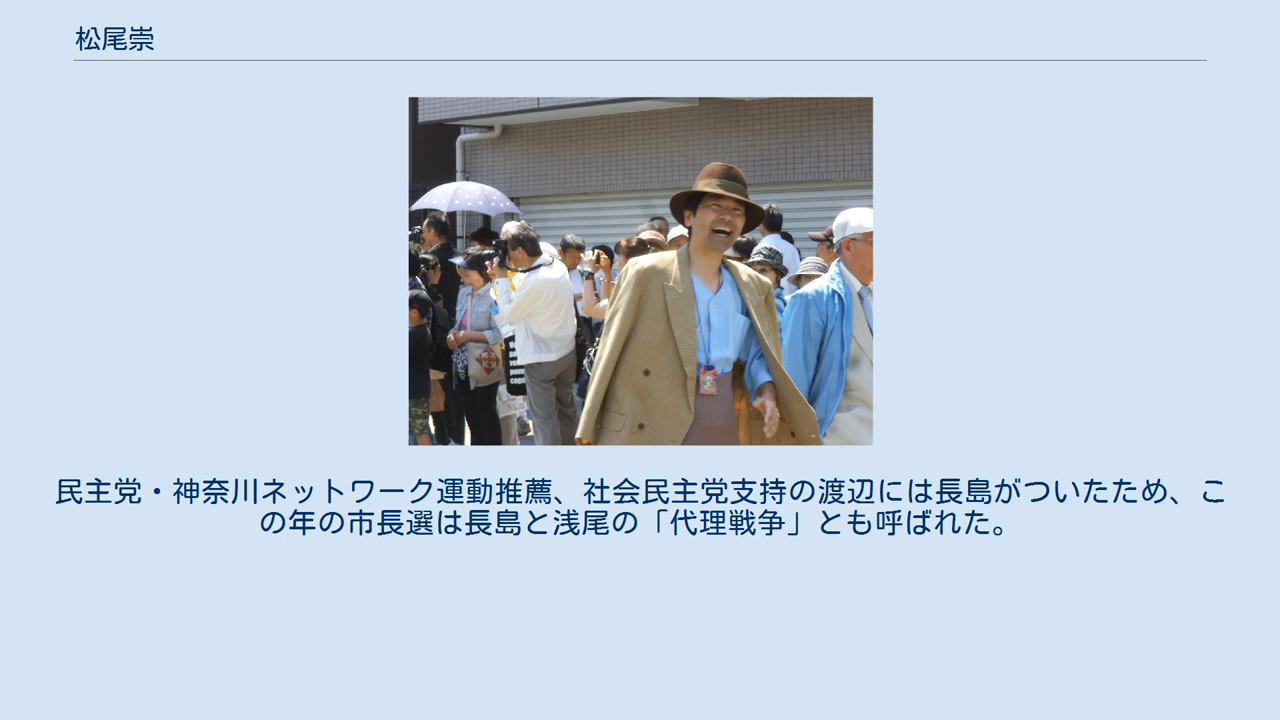 松尾崇
民主党・神奈川ネットワーク運動推薦、社会民主党支持の渡辺には長島がついたため、こ
の年の市長選は長島と浅尾の「代理戦争」とも呼ばれた。